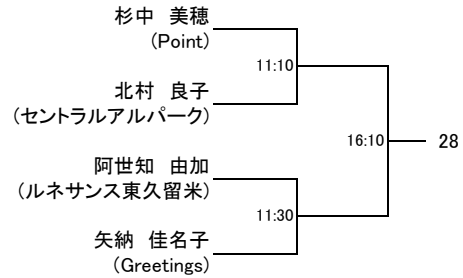 杉中　美穂
(Point)
11:10
北村　良子
(セントラルアルパーク)
16:10
28
阿世知　由加
(ルネサンス東久留米)
11:30
矢納　佳名子
(Greetings)